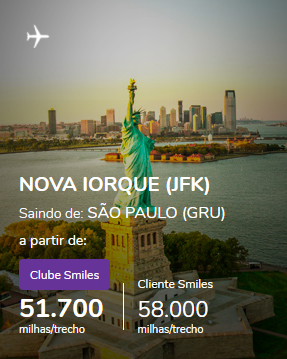 NOVA IORQUE (JFK)
Saindo de: SÃO PAULO (GRU)
a partir de:
Clube Smiles
51.700
milhas/trecho
Cliente Smiles
58.000
milhas/trecho